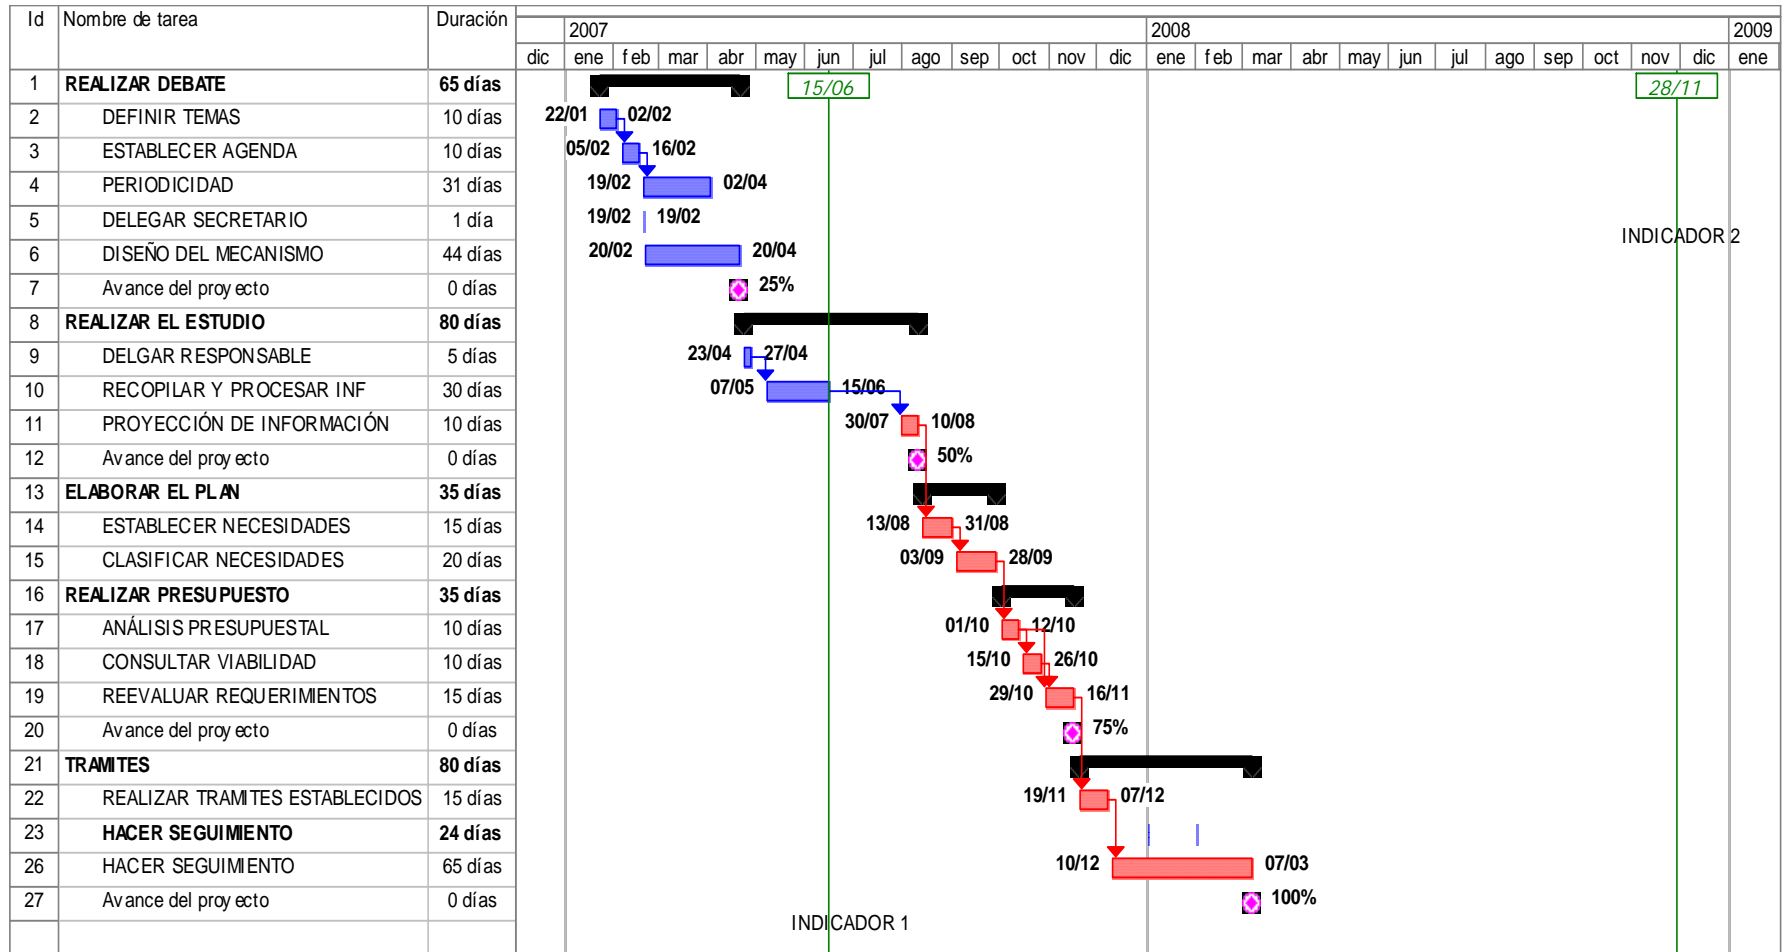 Id Nombre de tarea Duración
2007 2008 2009
dic ene feb mar abr may jun jul ago sep oct nov dic ene feb mar abr may jun jul ago sep oct nov dic ene
1 REALIZAR DEBATE 65 días 15/06 28/11
2 DEFINIR TEMAS 10 días 22/01 02/02
3 ESTABLECER AGENDA 10 días 05/02 16/02
4 PERIODICIDAD 31 días 19/02 02/04
5 DELEGAR SECRETARIO 1 día 19/02 19/02
INDICADOR 2
6 DISEÑO DEL MECANISMO 44 días 20/02 20/04
7 Avance del proyecto 0 días 25%
8 REALIZAR EL ESTUDIO 80 días
9 DELGAR RESPONSABLE 5 días 23/04 27/04
10 RECOPILAR Y PROCESAR INF 30 días 07/05 15/06
11 PROYECCIÓN DE INFORMACIÓN 10 días 30/07 10/08
12 Avance del proyecto 0 días 50%
13 ELABORAR EL PLAN 35 días
14 ESTABLECER NECESIDADES 15 días 13/08 31/08
15 CLASIFICAR NECESIDADES 20 días 03/09 28/09
16 REALIZAR PRESUPUESTO 35 días
17 ANÁLISIS PRESUPUESTAL 10 días 01/10 12/10
18 CONSULTAR VIABILIDAD 10 días 15/10 26/10
19 REEVALUAR REQUERIMIENTOS 15 días 29/10 16/11
20 Avance del proyecto 0 días 75%
21 TRAMITES 80 días
22 REALIZAR TRAMITES ESTABLECIDOS 15 días 19/11 07/12
23 HACER SEGUIMIENTO 24 días
26 HACER SEGUIMIENTO 65 días 10/12 07/03
27 Avance del proyecto 0 días 100%
INDICADOR 1